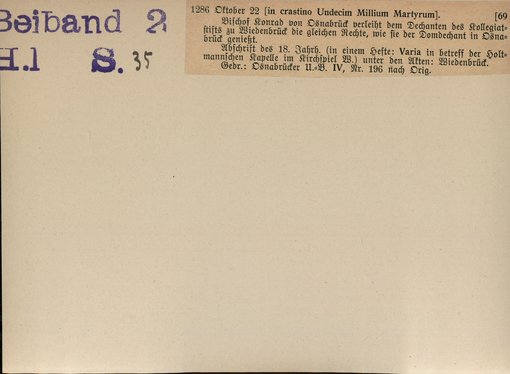 Beiband 2
H.1 S. 35
1286 Oktober 22 [in crastino Undecim Millium Martyrum]. [69
Bischof Konrad von Osnabrück verleiht dem Dechanten des Kollegiat-
stifts zu Wiedenbrück die gleichen Rechte, wie sie der Domdechant in Osna-
brück genießt.
Abschrift des 18. Jahrh. (in einem Hefte: Varia in betreff der Holt-
mannschen Kapelle im Kirchspiel W.) unter den Akten: Wiedenbrück.
Gedr.: Osnabrücker U.-B. IV, Nr. 196 nach Orig.